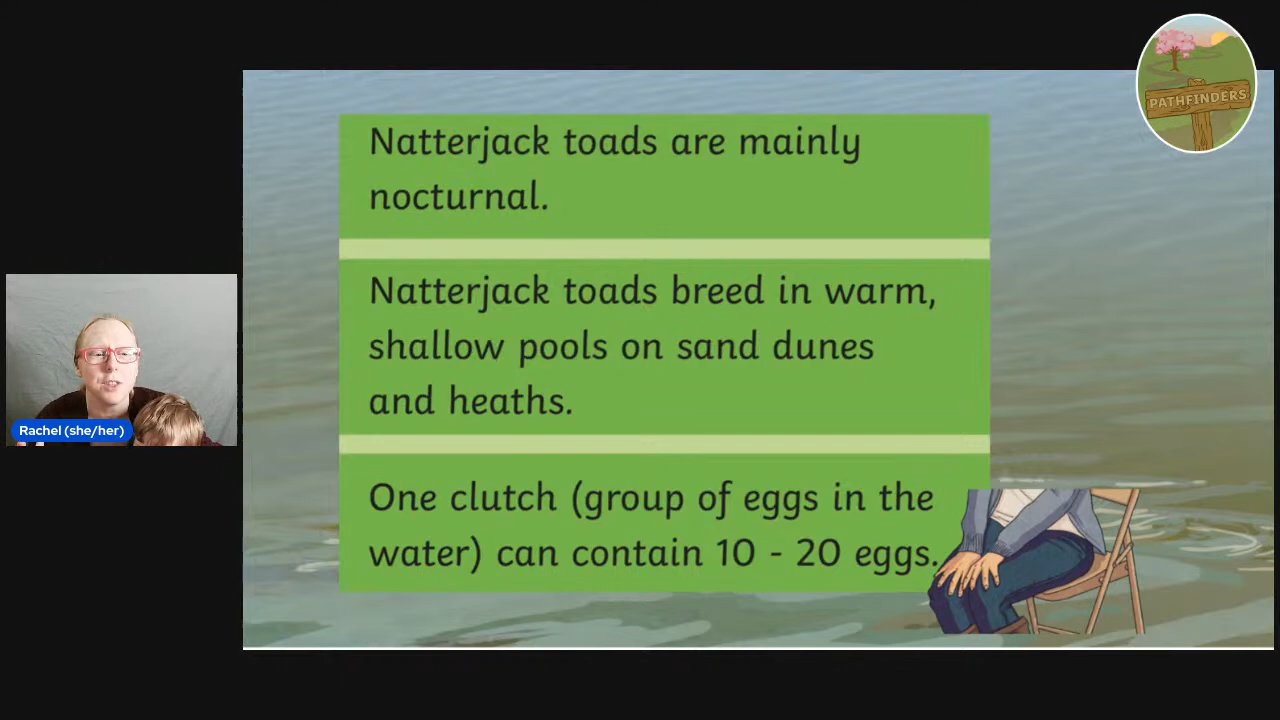 PATHFINDERS
Natterjack toads are mainly
nocturnal.
Natterjack toads breed in warm,
shallow pools on sand dunes
and heaths.
One clutch (group of eggs in the
water) can contain 10 - 20 eggs.
Rachel (she/her)